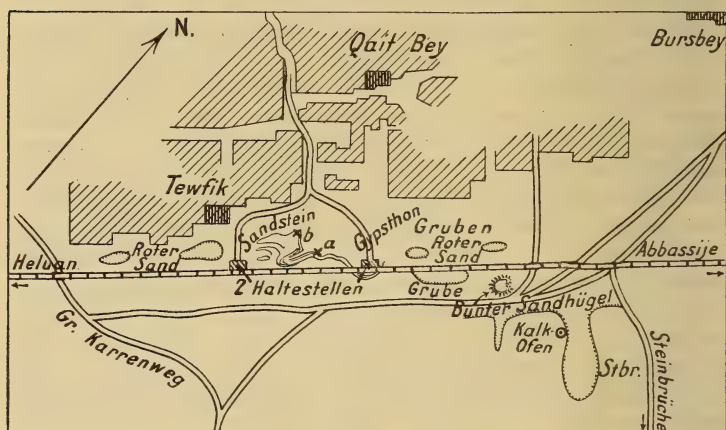 N.
Qait Bey
Bursbey
Tewfik
Sandstein
b
a
Gypsthon
Gruben
Roter
Sand
Roter
Sand
Heluan
Abbassije
2 Haltestellen
Grube
Bunter Sandhügel
Kalk-
Ofen
Gr. Karrenweg
Stbr.
Steinbrüche